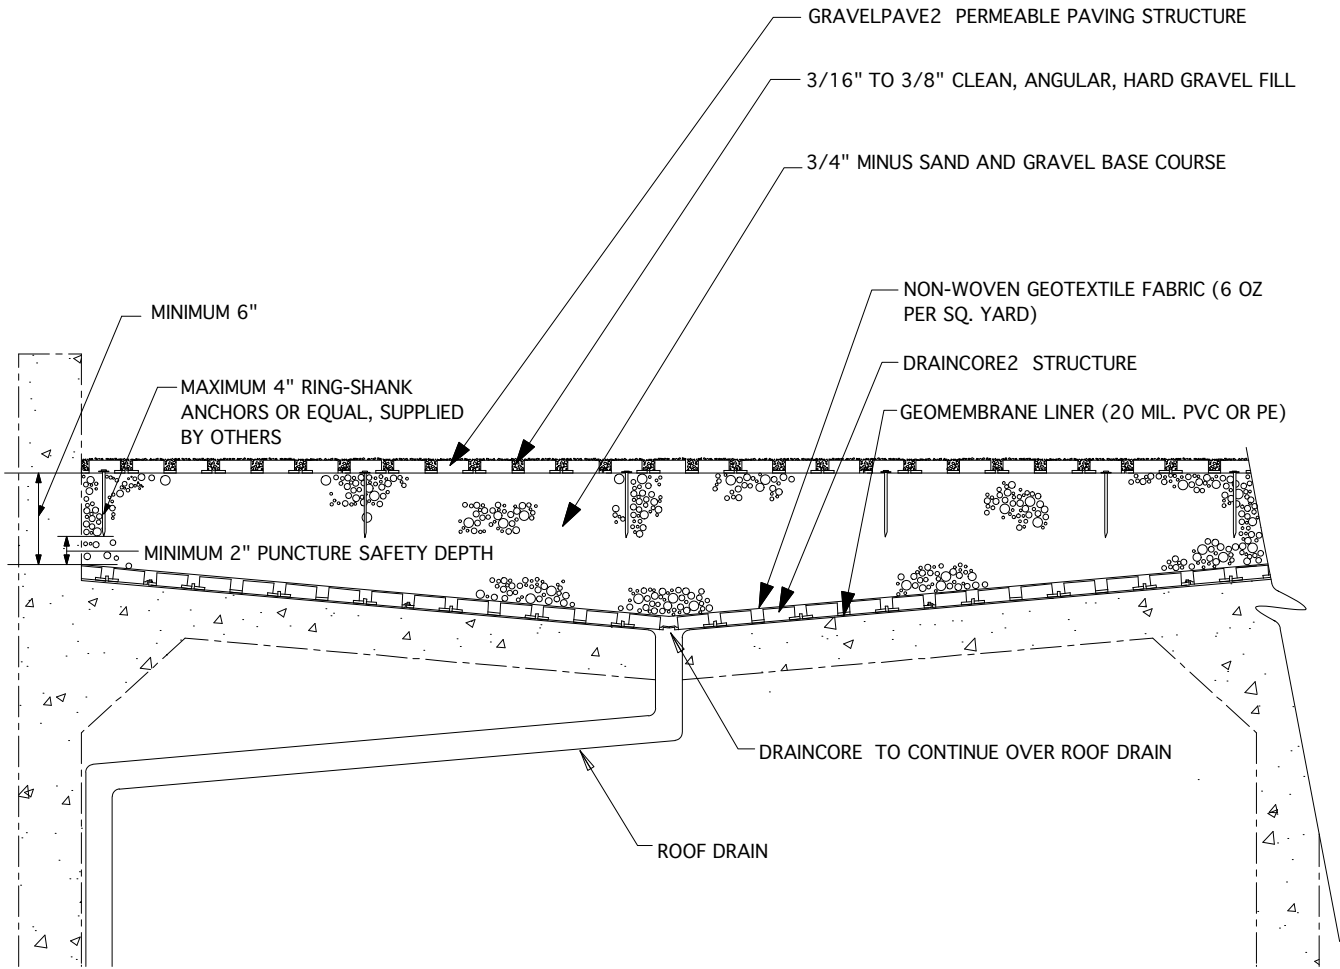 GRAVELPAVE2 PERMEABLE PAVING STRUCTURE
3/16" TO 3/8" CLEAN, ANGULAR, HARD GRAVEL FILL
3/4" MINUS SAND AND GRAVEL BASE COURSE
NON-WOVEN GEOTEXTILE FABRIC (6 OZ
PER SQ. YARD)
MINIMUM 6"
DRAINCORE2 STRUCTURE
MAXIMUM 4" RING-SHANK
ANCHORS OR EQUAL, SUPPLIED
BY OTHERS
GEOMEMBRANE LINER (20 MIL. PVC OR PE)
MINIMUM 2" PUNCTURE SAFETY DEPTH
DRAINCORE TO CONTINUE OVER ROOF DRAIN
ROOF DRAIN